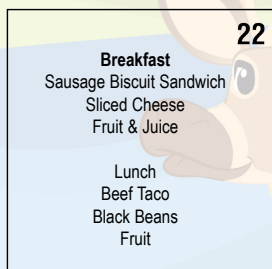 22
Breakfast
Sausage Biscuit Sandwich
Sliced Cheese
Fruit & Juice
Lunch
Beef Taco
Black Beans
Fruit